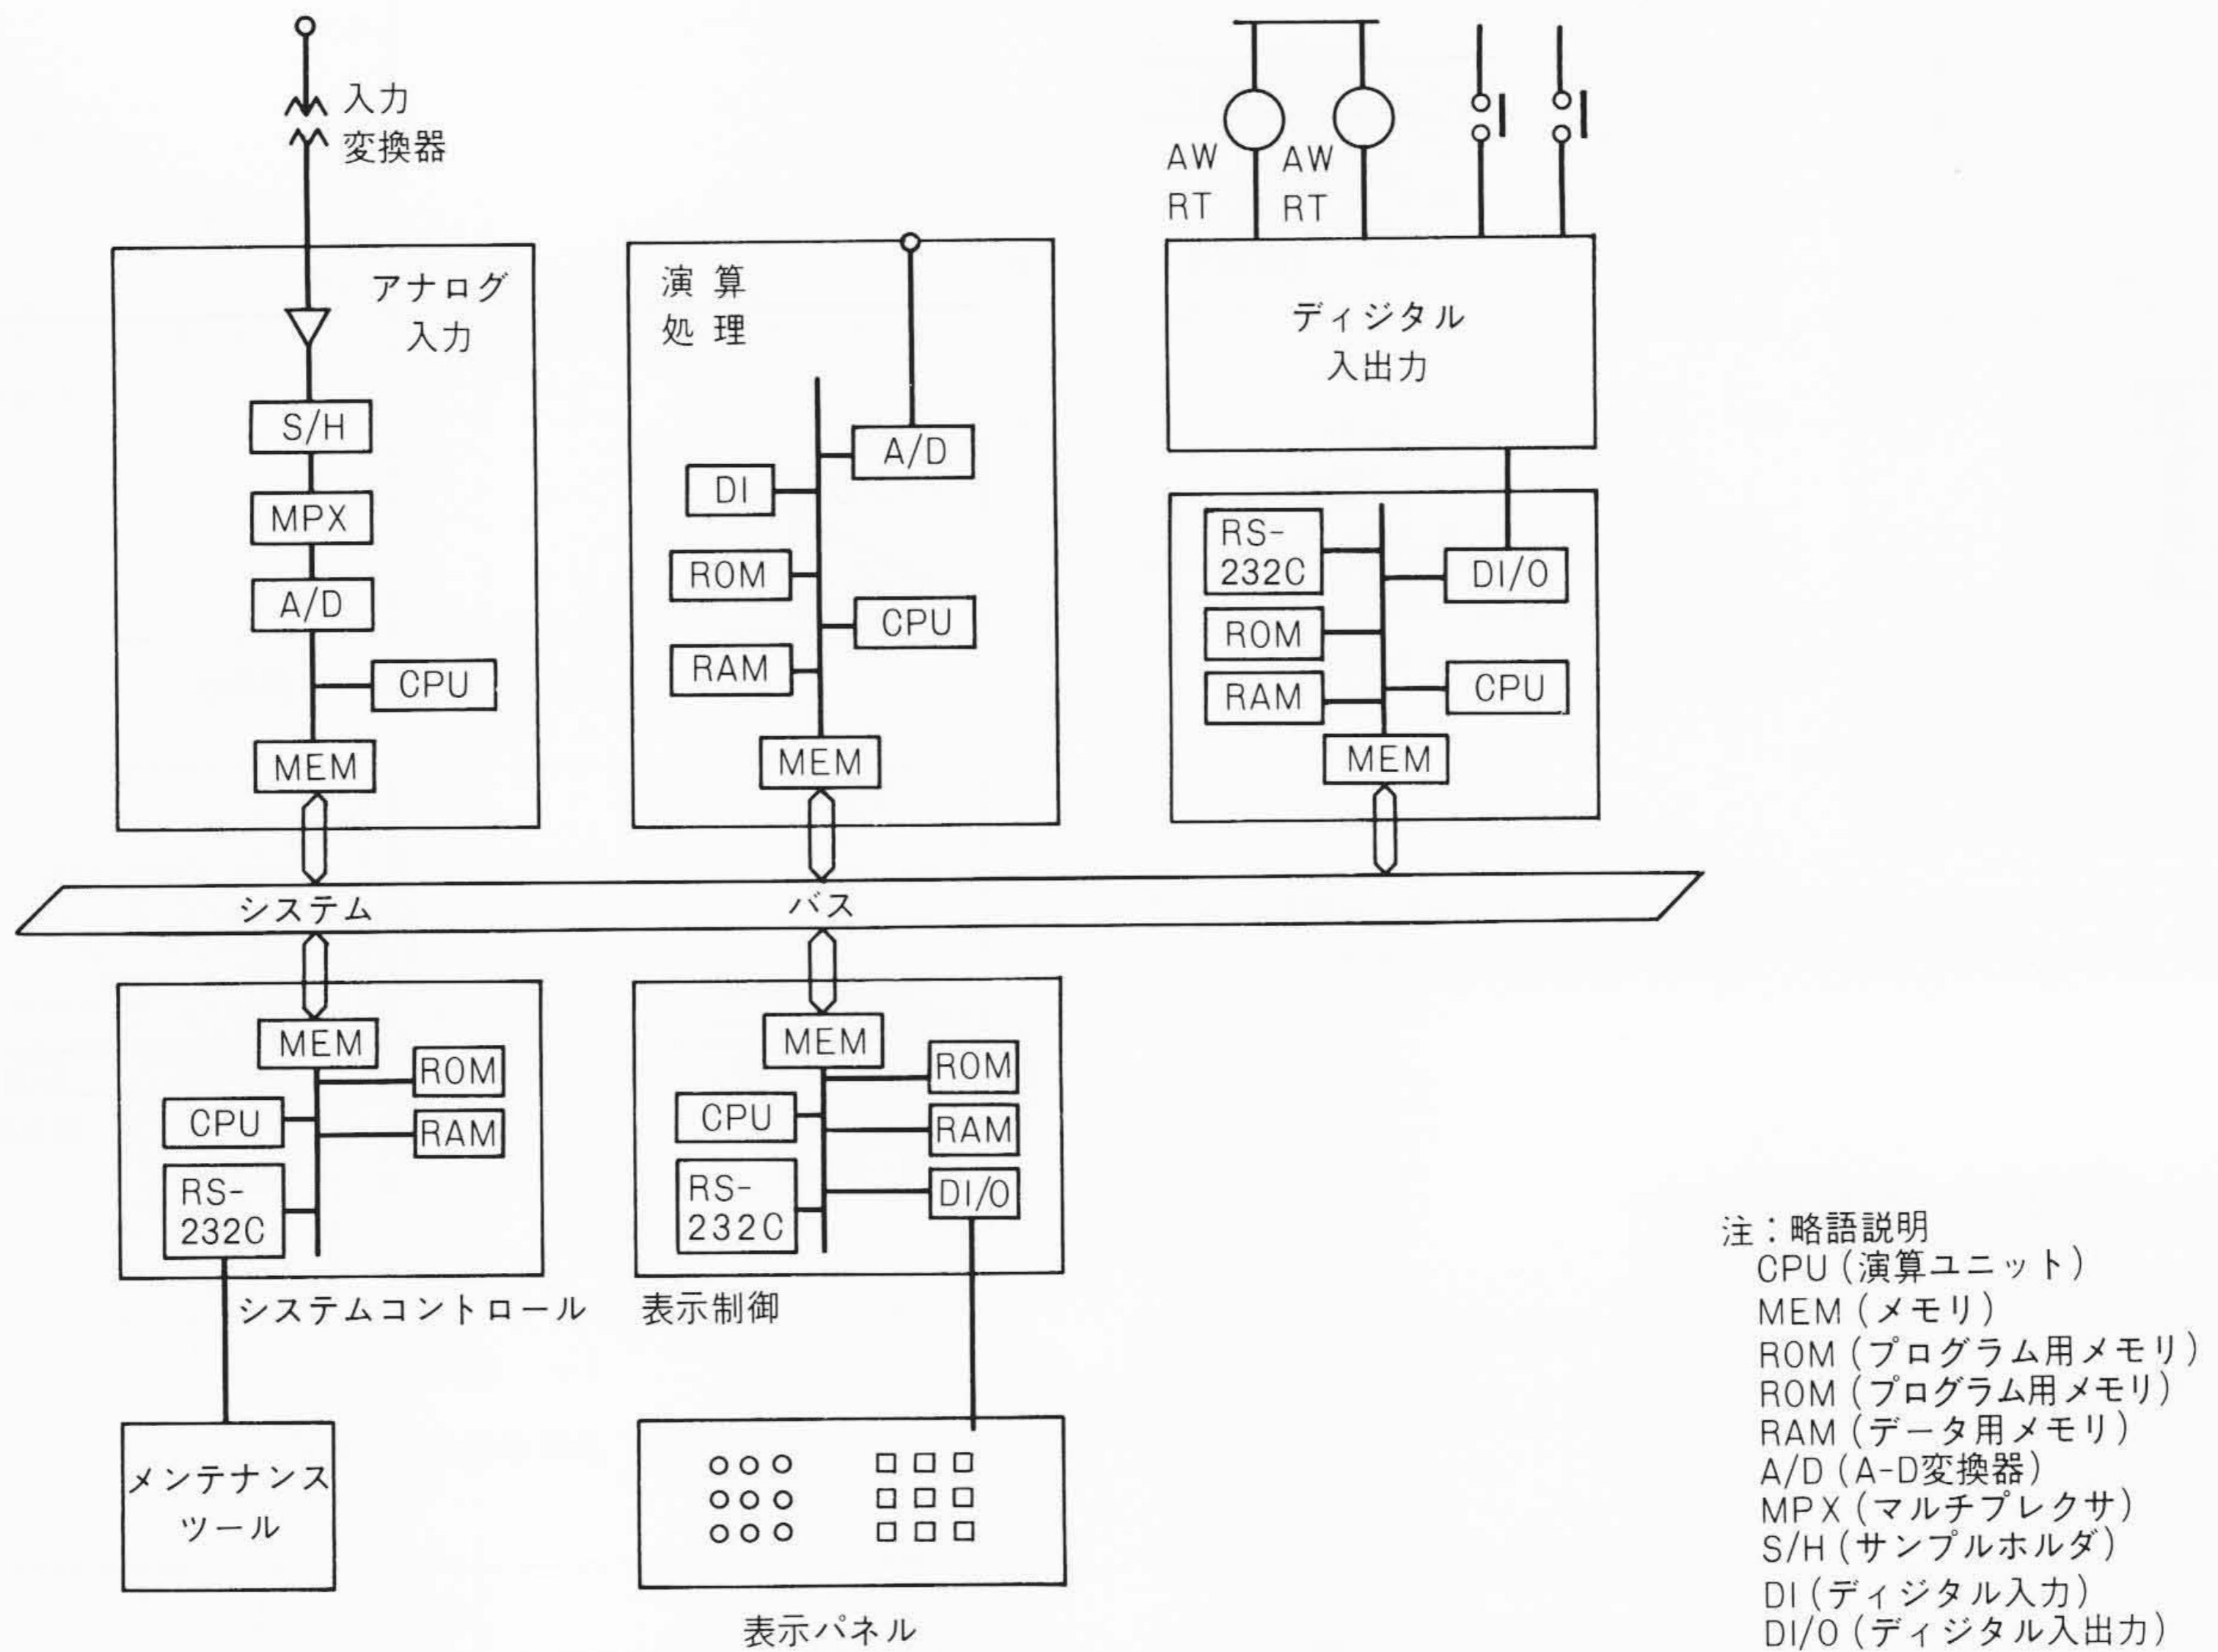 入力
変換器
アナログ
入力
S/H
MPX
A/D
CPU
MEM
演算
処理
A/D
DI
ROM
CPU
RAM
MEM
AW
RT
AW
RT
ディジタル
入出力
RS-
232C
DI/O
ROM
RAM
CPU
MEM
システム バス
MEM
ROM
CPU
RAM
RS-
232C
システムコントロール
メンテナンス
ツール
MEM
ROM
CPU
RAM
RS-
232C
DI/O
表示制御
表示パネル
注:略語説明
CPU(演算ユニット)
MEM(メモリ)
ROM(プログラム用メモリ)
ROM(プログラム用メモリ)
RAM(データ用メモリ)
A/D(A-D変換器)
MPX(マルチプレクサ)
S/H(サンプルホルダ)
DI(ディジタル入力)
DI/O(ディジタル入出力)